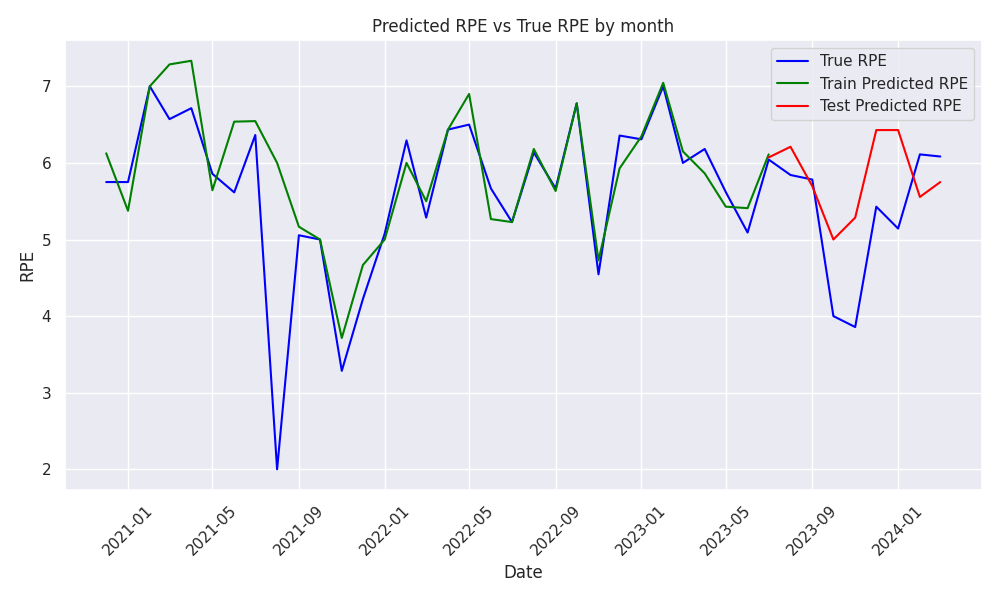 Predicted RPE vs True RPE by month
True RPE
Train Predicted RPE
Test Predicted RPE
RPE
7
6
5
4
3
2
2021-01
2021-05
2021-09
2022-01
2022-05
2022-09
2023-01
2023-05
2023-09
2024-01
Date